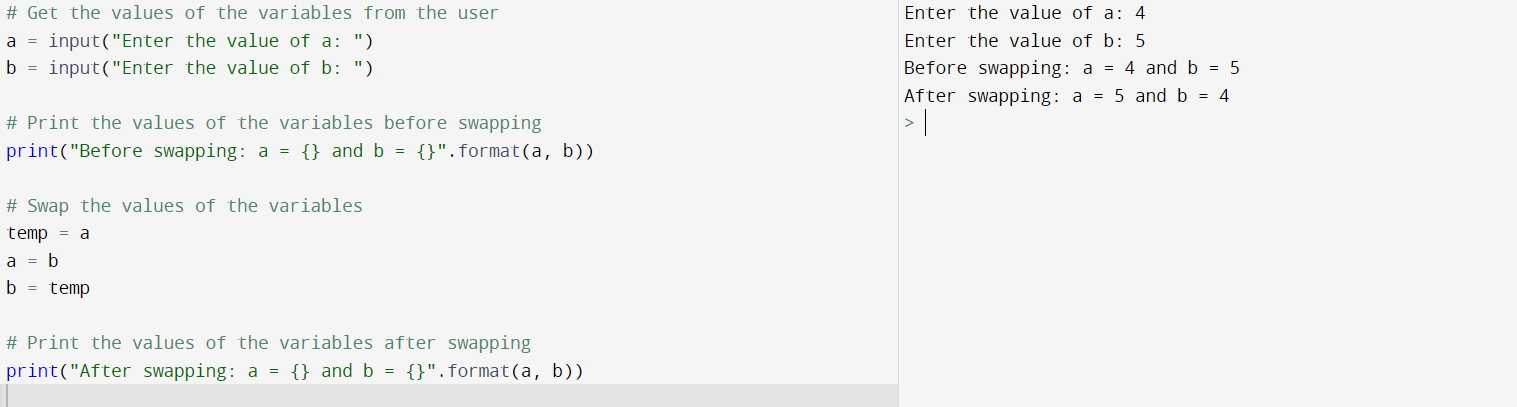 # Get the values of the variables from the user
a = input("Enter the value of a: ")
b = input("Enter the value of b: ")
# Print the values of the variables before swapping
print("Before swapping: a = {} and b = {}".format(a, b))
# Swap the values of the variables
temp = a
a = b
b = temp
# Print the values of the variables after swapping
print("After swapping: a = {} and b = {}".format(a, b))
Enter the value of a: 4
Enter the value of b: 5
Before swapping: a = 4 and b = 5
After swapping: a = 5 and b = 4
>